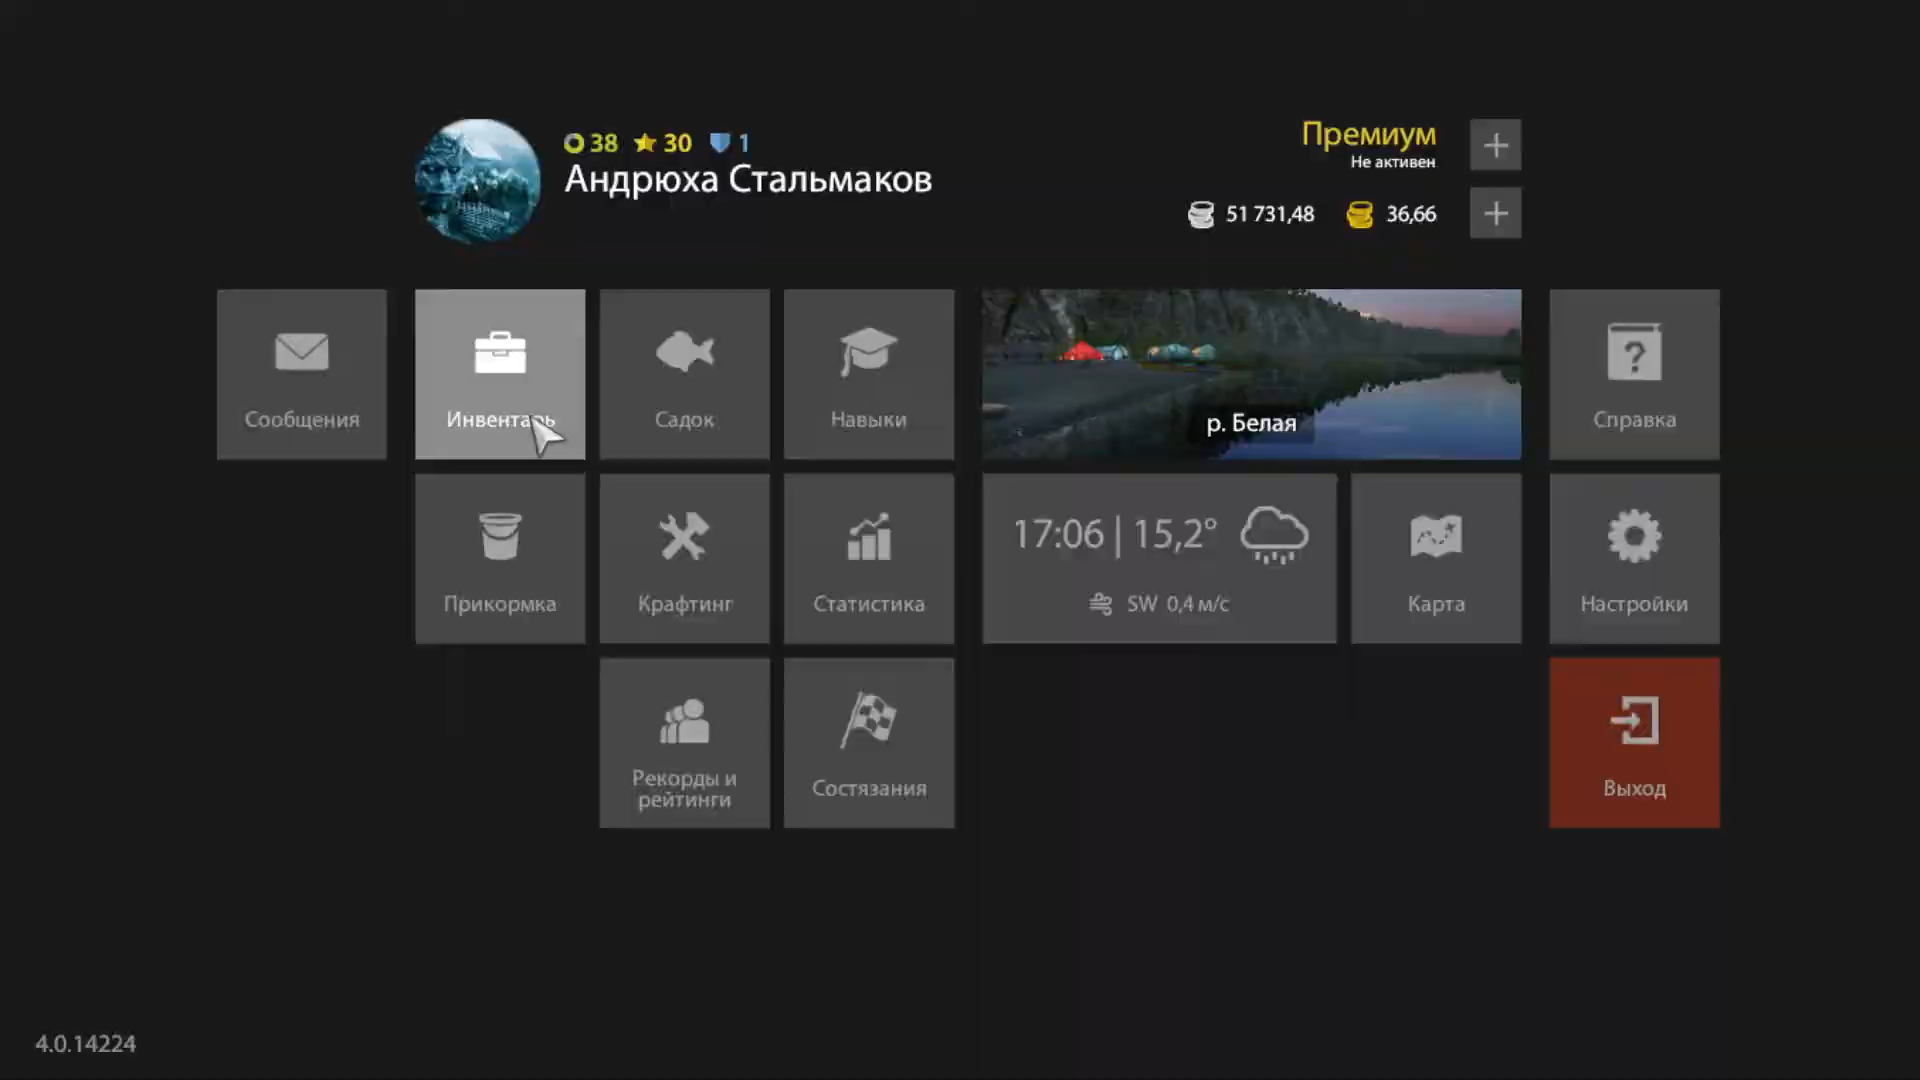 38 30 1
Андрюха Стальмаков
Премиум
Не активен
51 731,48 36,66
Сообщения
Инвентарь
Садок
Навыки
р. Белая
Справка
Прикормка
Крафтинг
Статистика
17:06 | 15,2°
SW 0,4 м/с
Карта
Настройки
Рекорды и
рейтинги
Состязания
Выход
4.0.14224